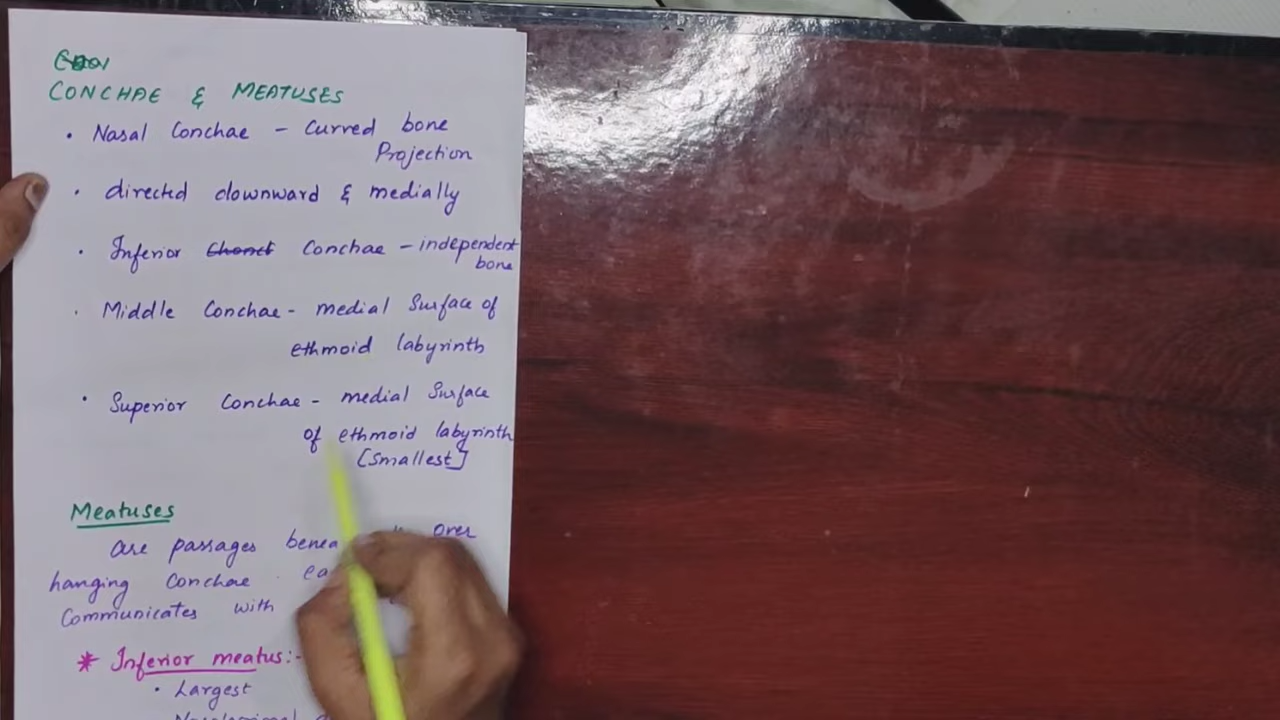 CONCHAE & MEATUSES
• Nasal Conchae - Curved bone
Projection
• directed downward & medially
• Inferior Conchae - independent
bone
• Middle Conchae - medial Surface of
ethmoid labyrinth
• Superior Conchae - medial Surface
of ethmoid labyrinth
[Smallest]
Meatuses
are passages over
hanging Conchae
Communicates with
* Inferior meatus:-
• Largest